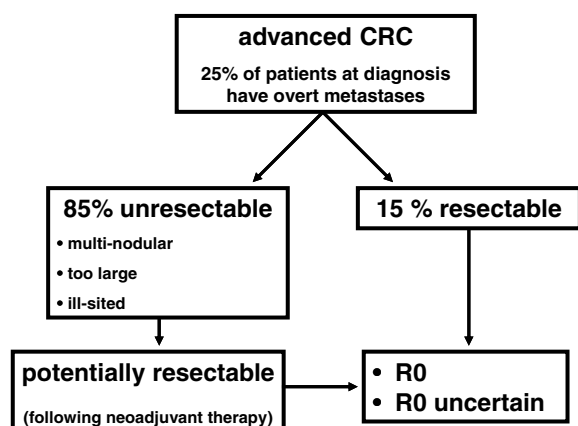 advanced CRC
25% of patients at diagnosis
have overt metastases
85% unresectable
• multi-nodular
• too large
• ill-sited
15 % resectable
potentially resectable
(following neoadjuvant therapy)
• R0
• R0 uncertain